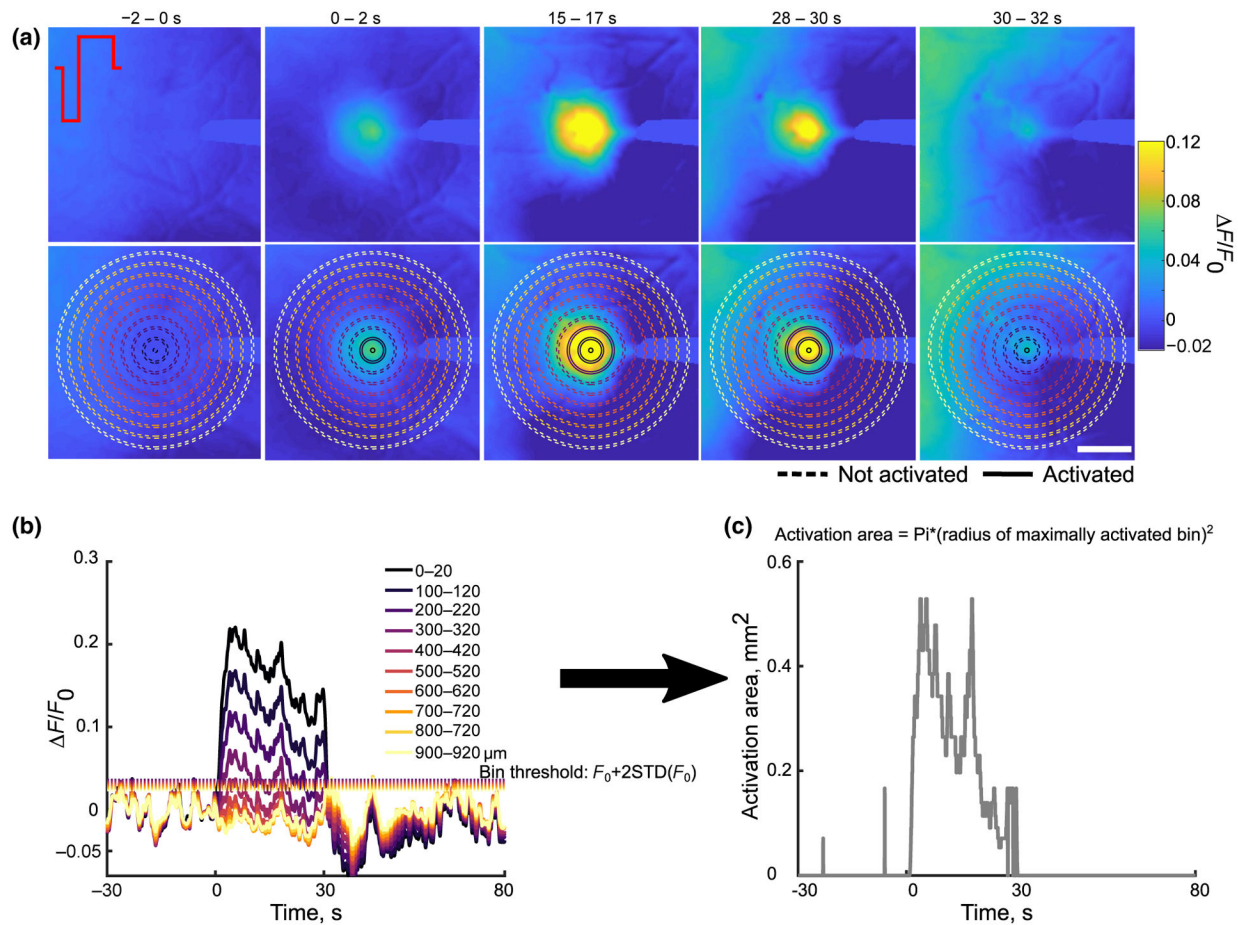 (a)
−2 – 0 s
0 – 2 s
15 – 17 s
28 – 30 s
30 – 32 s
0.12
0.08
0.04
0
−0.02
ΔF/F0
Not activated
Activated
(b)
0.3
0.2
0.1
0
−0.05
ΔF/F0
−30
0
30
80
Time, s
0–20
100–120
200–220
300–320
400–420
500–520
600–620
700–720
800–720
900–920 µm
Bin threshold: F0+2STD(F0)
(c)
Activation area = Pi*(radius of maximally activated bin)2
0.6
0.4
0.2
0
Activation area, mm2
-30
0
30
80
Time, s